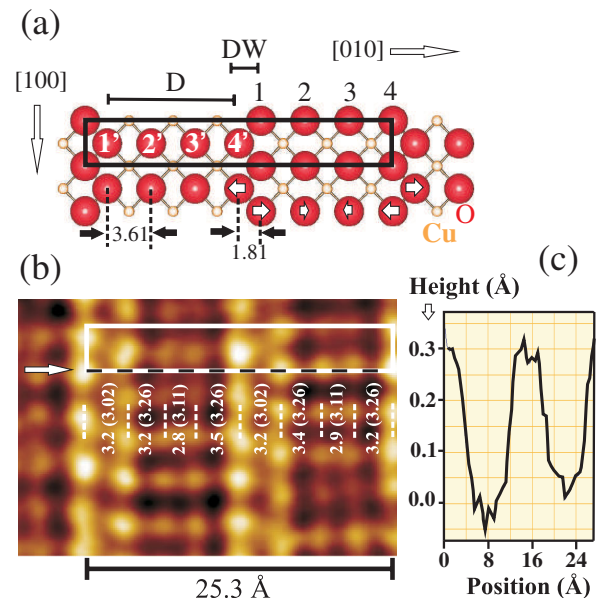 (a)
DW
[010]
[100]
D
1 2 3 4
1’ 2’ 3’ 4’
O
3.61
1.81
Cu
(b)
(c)
Height (Å)
3.2 (3.02)
3.2 (3.26)
2.8 (3.11)
3.5 (3.26)
3.2 (3.02)
3.4 (3.26)
2.9 (3.11)
3.2 (3.26)
0.3
0.2
0.1
0.0
0 8 16 24
Position (Å)
25.3 Å